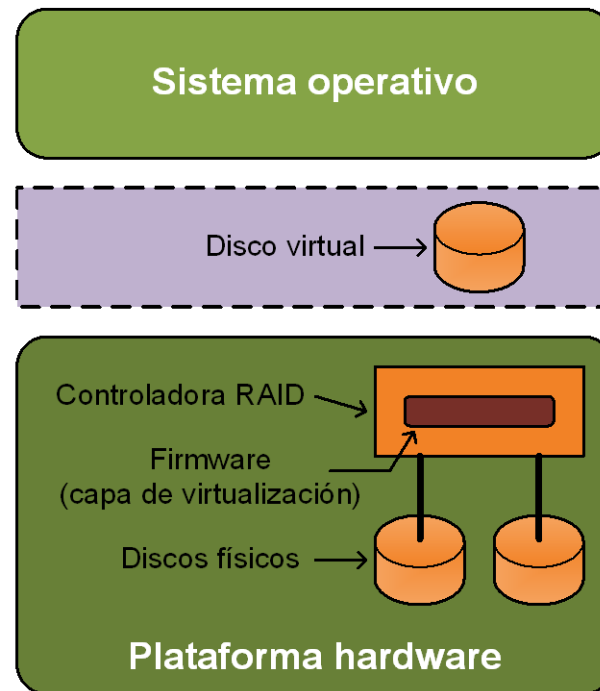 Sistema operativo
Disco virtual
Controladora RAID
Firmware
(capa de virtualización)
Discos físicos
Plataforma hardware